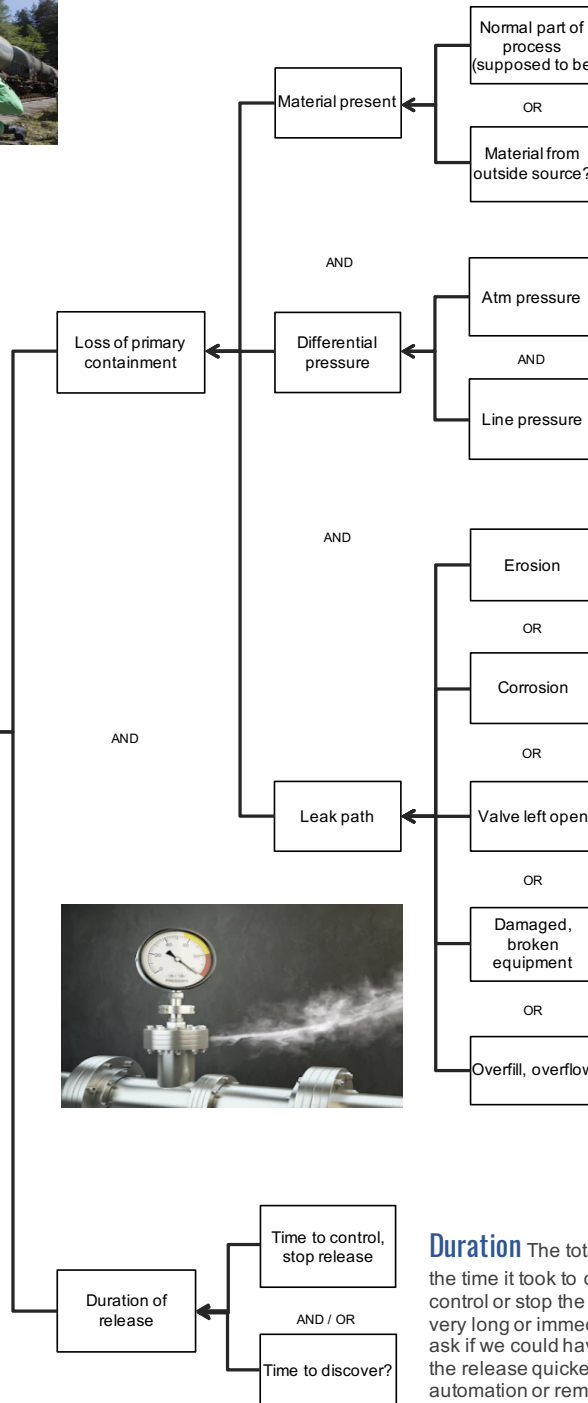 Normal part of
process
(supposed to be
OR
Material from
outside source?
Material present
AND
Atm pressure
AND
Line pressure
Differential
pressure
Loss of primary
containment
AND
Erosion
OR
Corrosion
OR
Valve left open
OR
Damaged,
broken
equipment
OR
Overfill, overflow
Leak path
AND
Time to control,
stop release
AND / OR
Time to discover?
Duration of
release
Duration The tot
the time it took to
control or stop the
very long or immed
ask if we could hav
the release quicke
automation or rem